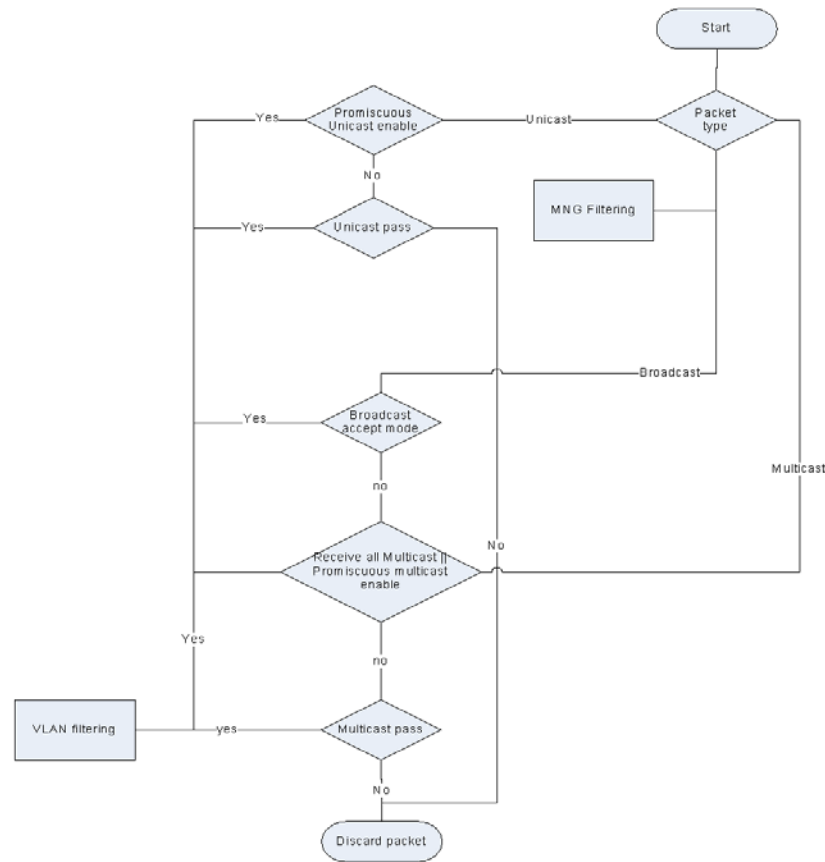 Start
Yes
Promiscuous
Unicast enable
Unicast
Packet
type
No
MNG Filtering
Yes
Unicast pass
Broadcast
Yes
Broadcast
accept mode
Multicast
no
No
Receive all Multicast ||
Promiscuous multicast
enable
Yes
no
VLAN filtering
yes
Multicast pass
No
Discard packet